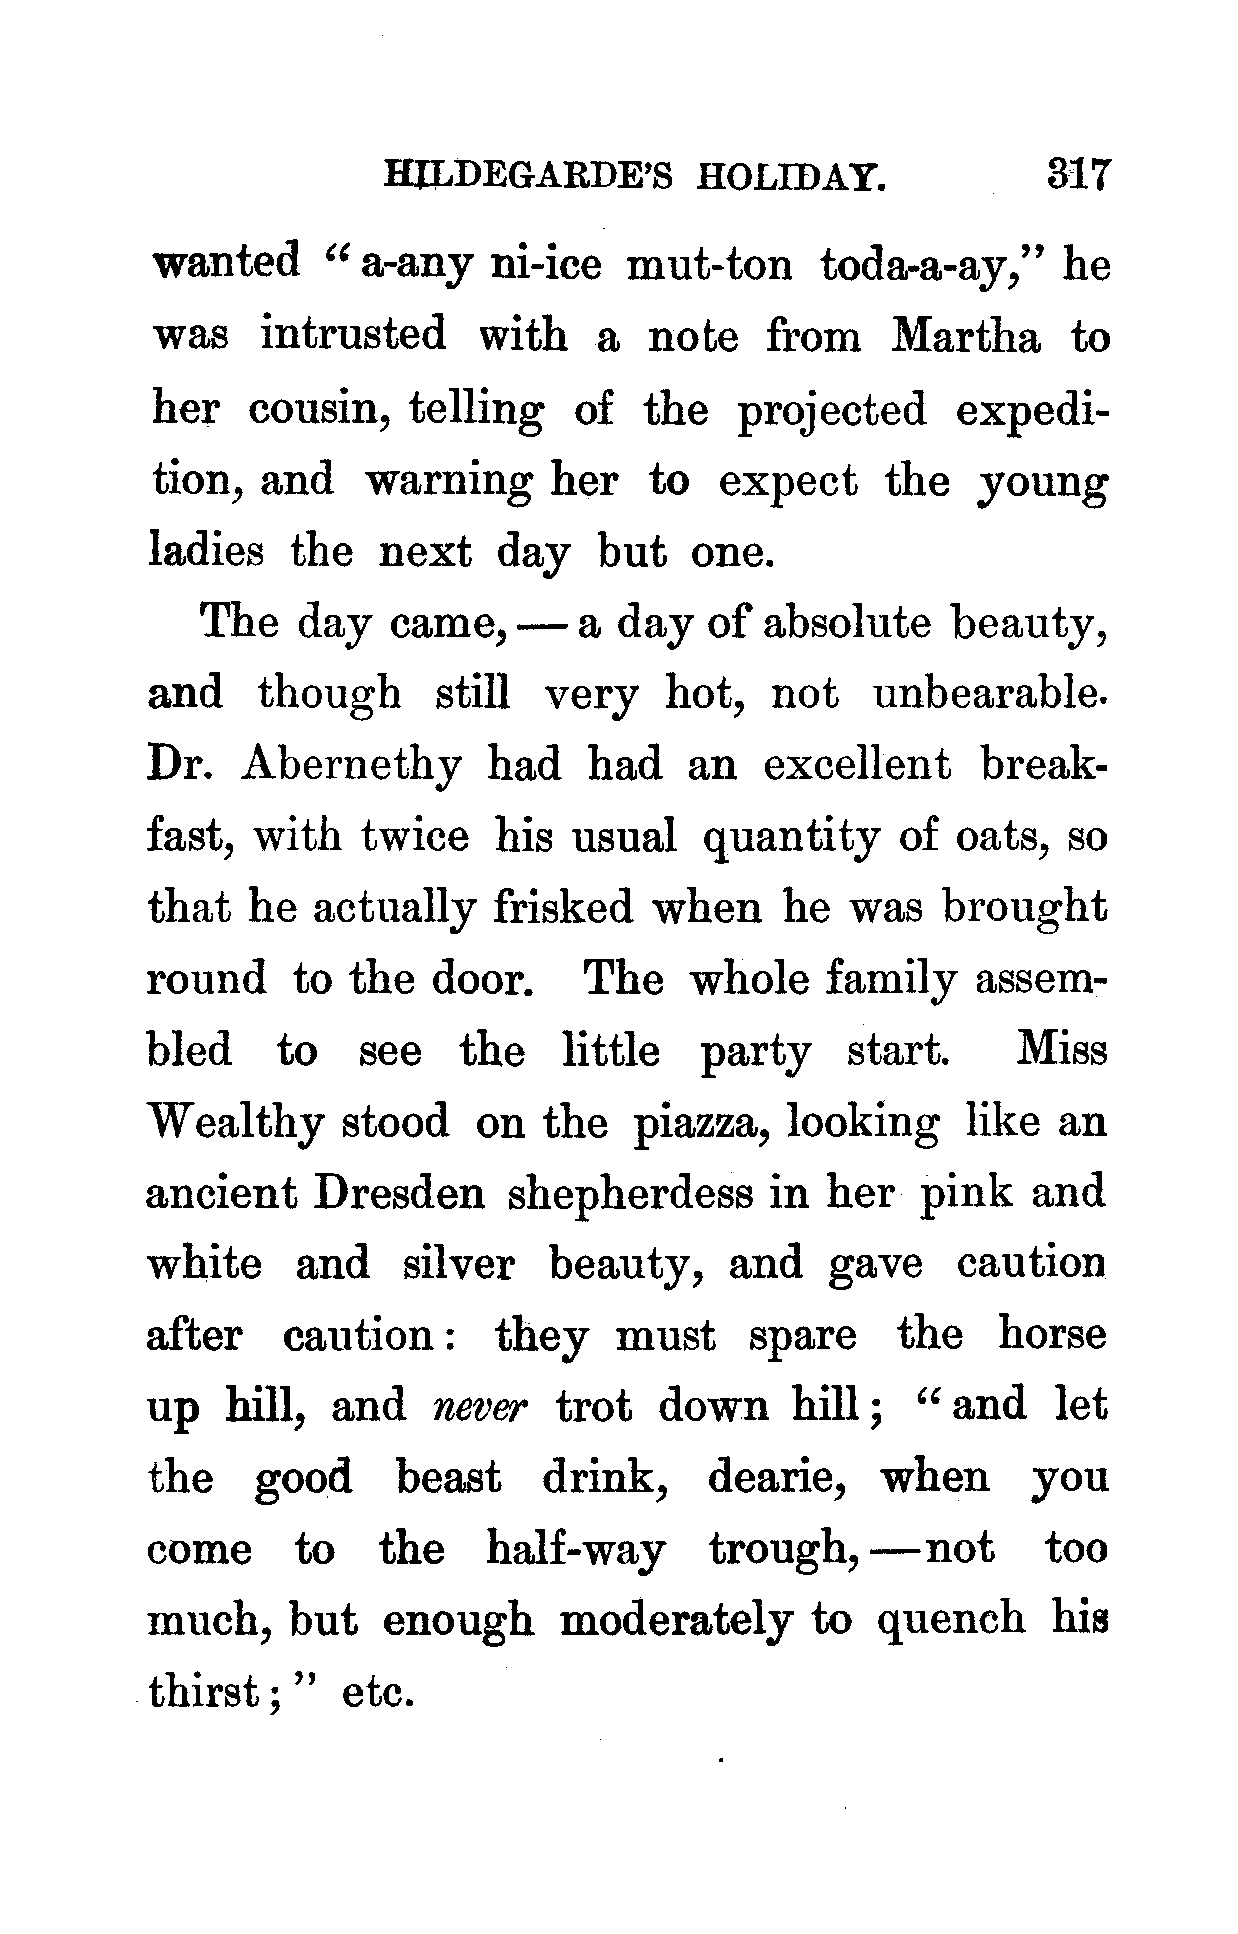 HILDEGARDE'S HOLIDAY. 317
wanted “a-any ni-ice mut-ton toda-a-ay,” he
was intrusted with a note from Martha to
her cousin, telling of the projected expedi-
tion, and warning her to expect the young
ladies the next day but one.
The day came,—a day of absolute beauty,
and though still very hot, not unbearable.
Dr. Abernethy had had an excellent break-
fast, with twice his usual quantity of oats, so
that he actually frisked when he was brought
round to the door. The whole family assem-
bled to see the little party start. Miss
Wealthy stood on the piazza, looking like an
ancient Dresden shepherdess in her pink and
white and silver beauty, and gave caution
after caution: they must spare the horse
up hill, and never trot down hill; “and let
the good beast drink, dearie, when you
come to the half-way trough,—not too
much, but enough moderately to quench his
thirst;” etc.